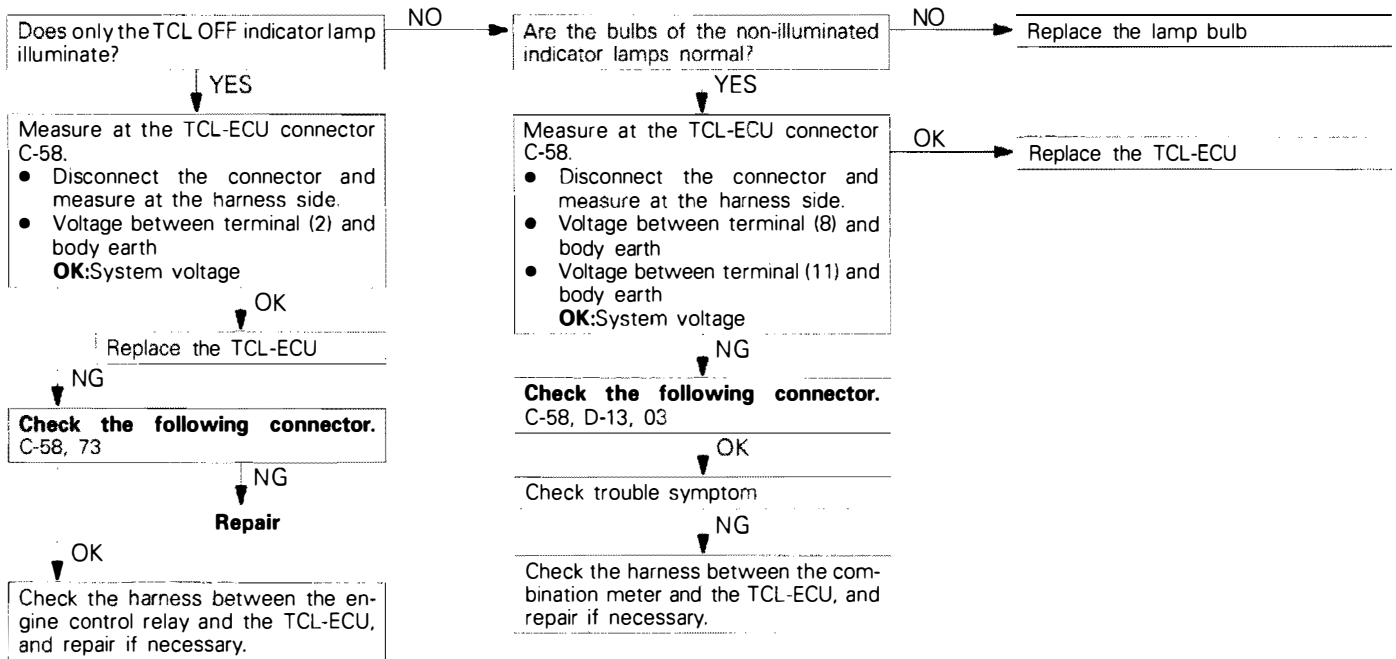 Does only the TCL OFF indicator lamp
illuminate?
NO
YES
Measure at the TCL-ECU connector
C-58.
● Disconnect the connector and
measure at the harness side.
● Voltage between terminal (2) and
body earth
OK:System voltage
OK
Replace the TCL-ECU
NG
Check the following connector.
C-58, 73
NG
Repair
OK
Check the harness between the en-
gine control relay and the TCL-ECU,
and repair if necessary.
Are the bulbs of the non-illuminated
indicator lamps normal?
NO
Replace the lamp bulb
YES
Measure at the TCL-ECU connector
C-58.
● Disconnect the connector and
measure at the harness side.
● Voltage between terminal (8) and
body earth
● Voltage between terminal (11) and
body earth
OK:System voltage
OK
Replace the TCL-ECU
NG
Check the following connector.
C-58, D-13, 03
OK
Check trouble symptom
NG
Check the harness between the com-
bination meter and the TCL-ECU, and
repair if necessary.